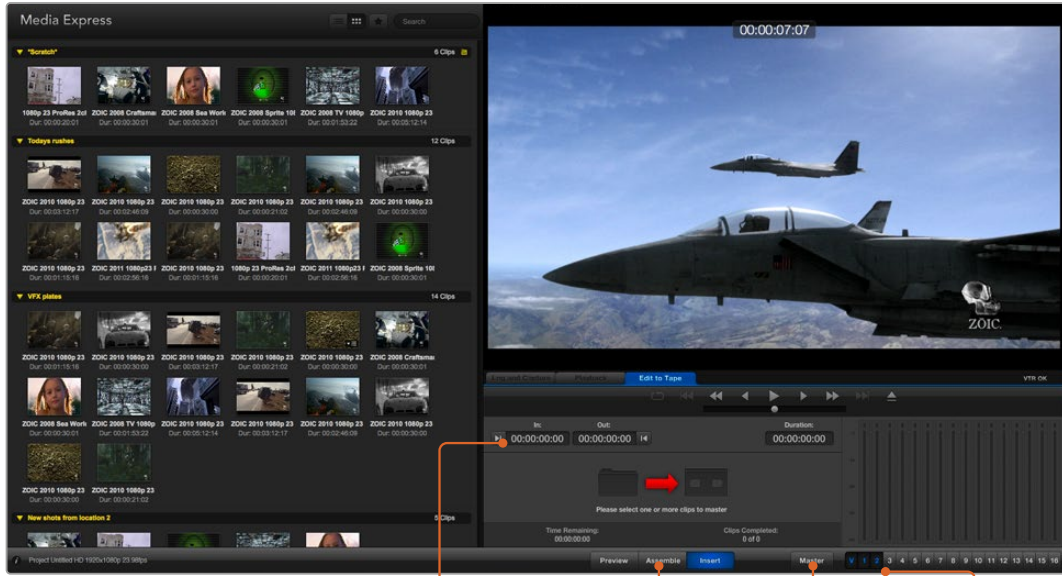 Media Express
Search
00:00:07:07
"Scratch"
6 Clips
1080p 23 ProRes 2cl
ZOIC 2008 Craftsma
ZOIC 2008 Sea Work
ZOIC 2008 Sprite 10l
ZOIC 2008 TV 1080p
ZOIC 2010 1080p 23
Dur: 00:00:20:01
Dur: 00:00:30:01
Dur: 00:00:30:01
Dur: 00:00:30:01
Dur: 00:01:53:22
Dur: 00:05:12:14
Todays rushes
12 Clips
ZOIC 2010 1080p 23
ZOIC 2010 1080p 23
ZOIC 2010 1080p 23
ZOIC 2010 1080p 23
ZOIC 2010 1080p 23
ZOIC 2010 1080p 23
Dur: 00:03:12:17
Dur: 00:02:46:09
Dur: 00:00:30:00
Dur: 00:00:21:02
Dur: 00:02:46:09
Dur: 00:00:30:00
ZOIC 2010 1080p 23
ZOIC 2011 1080p23 F
ZOIC 2010 1080p 23
1080p 23 ProRes 2cl
ZOIC 2011 1080p23 F
ZOIC 2008 Sprite 10l
Dur: 00:01:15:16
Dur: 00:02:56:16
Dur: 00:01:15:16
Dur: 00:00:20:01
Dur: 00:02:56:16
Dur: 00:00:30:01
VFX plates
14 Clips
ZOIC 2010 1080p 23
ZOIC 2010 1080p 23
ZOIC 2010 1080p 23
ZOIC 2010 1080p 23
ZOIC 2010 1080p 23
ZOIC 2008 Craftsma
Dur: 00:01:15:16
Dur: 00:00:30:00
Dur: 00:03:12:17
Dur: 00:00:21:02
Dur: 00:00:30:00
Dur: 00:00:30:01
ZOIC 2008 Sea Work
ZOIC 2008 TV 1080p
ZOIC 2010 1080p 23
ZOIC 2010 1080p 23
ZOIC 2010 1080p 23
ZOIC 2010 1080p 23
Dur: 00:00:30:01
Dur: 00:01:53:22
Dur: 00:05:12:14
Dur: 00:03:12:17
Dur: 00:02:46:09
Dur: 00:00:30:00
ZOIC 2010 1080p 23
ZOIC 2010 1080p 23
Dur: 00:00:30:00
Dur: 00:00:21:02
New shots from location 2
5 Clips
Project Untitled HD 1920x1080p 23.98fps
ZOIC.
Log and Capture
Playback
Edit to Tape
VTR OK
In:
Out:
Duration:
00:00:00:00
00:00:00:00
00:00:00:00
Please select one or more clips to master
Time Remaining:
Clips Completed:
00:00:00:00
0 of 0
Preview
Assemble
Insert
Master
V 1 2 3 4 5 6 7 8 9 10 11 12 13 14 15 16